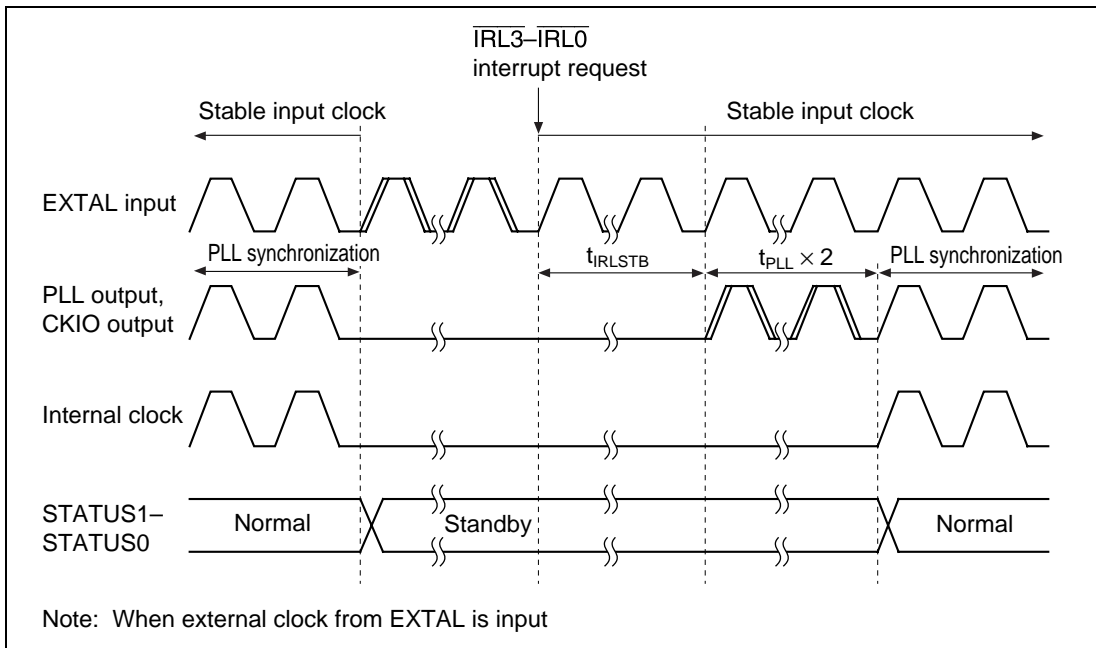 IRL3–IRL0
interrupt request
Stable input clock
Stable input clock
EXTAL input
PLL synchronization
tIRLSTB
tPLL × 2
PLL synchronization
PLL output,
CKIO output
Internal clock
STATUS1–
STATUS0
Normal
Standby
Normal
Note: When external clock from EXTAL is input